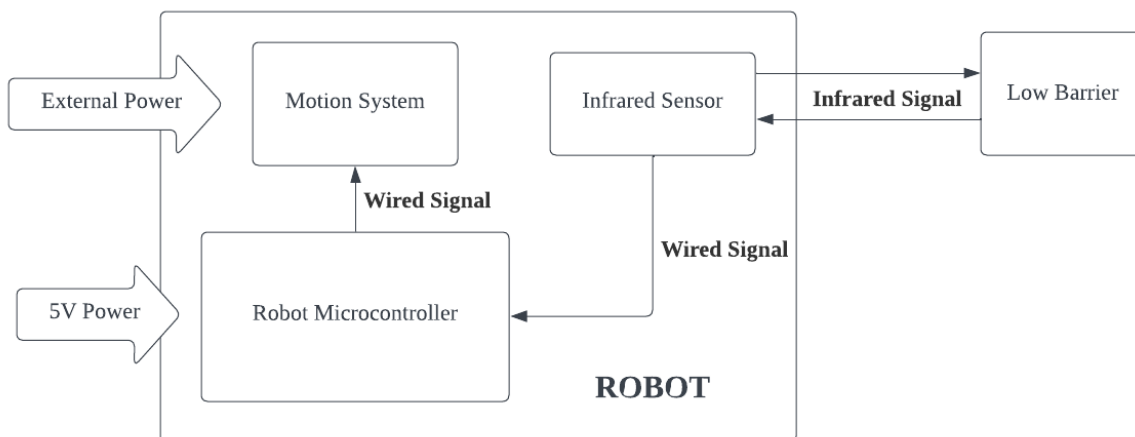 External Power
Motion System
Infrared Sensor
Infrared Signal
Low Barrier
Wired Signal
Wired Signal
5V Power
Robot Microcontroller
ROBOT